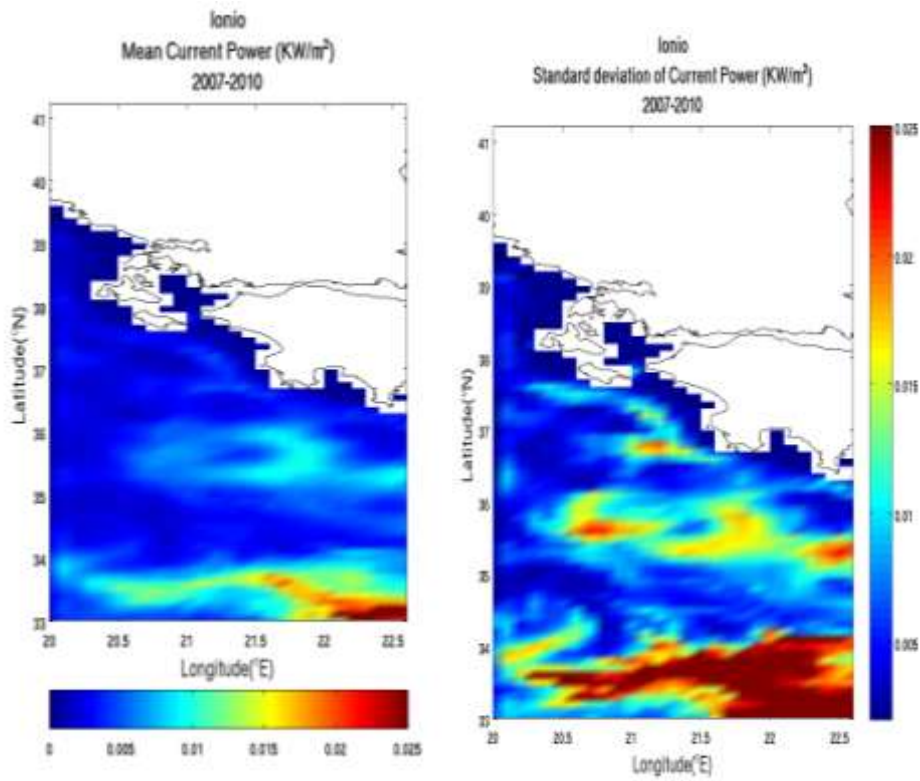 Ionio
Mean Current Power (KW/m²)
2007-2010
41
40
39
38
37
36
35
34
33
Latitude(°N)
20 20.5 21 21.5 22 22.5
Longitude(°E)
0 0.005 0.01 0.015 0.02 0.025
Ionio
Standard deviation of Current Power (KW/m²)
2007-2010
41
40
39
38
37
36
35
34
33
Latitude(°N)
20 20.5 21 21.5 22 22.5
Longitude(°E)
0.025
0.02
0.015
0.01
0.005